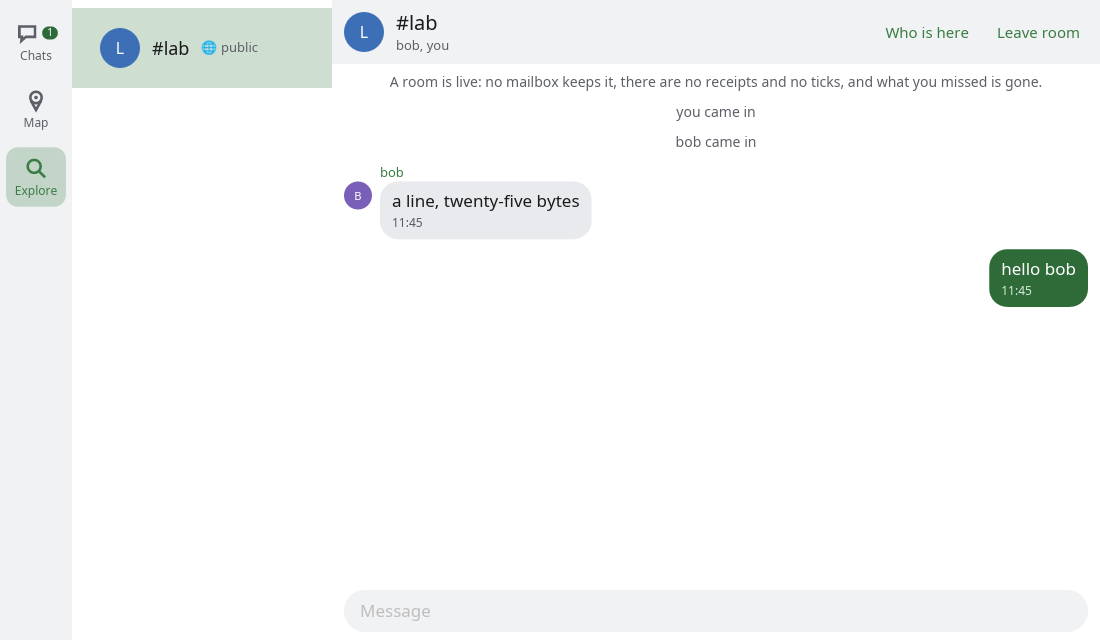 1
Chats
Map
Explore
L
#lab
🌐 public
L
#lab
bob, you
Who is here
Leave room
A room is live: no mailbox keeps it, there are no receipts and no ticks, and what you missed is gone.
you came in
bob came in
bob
B
a line, twenty-five bytes
11:45
hello bob
11:45
Message